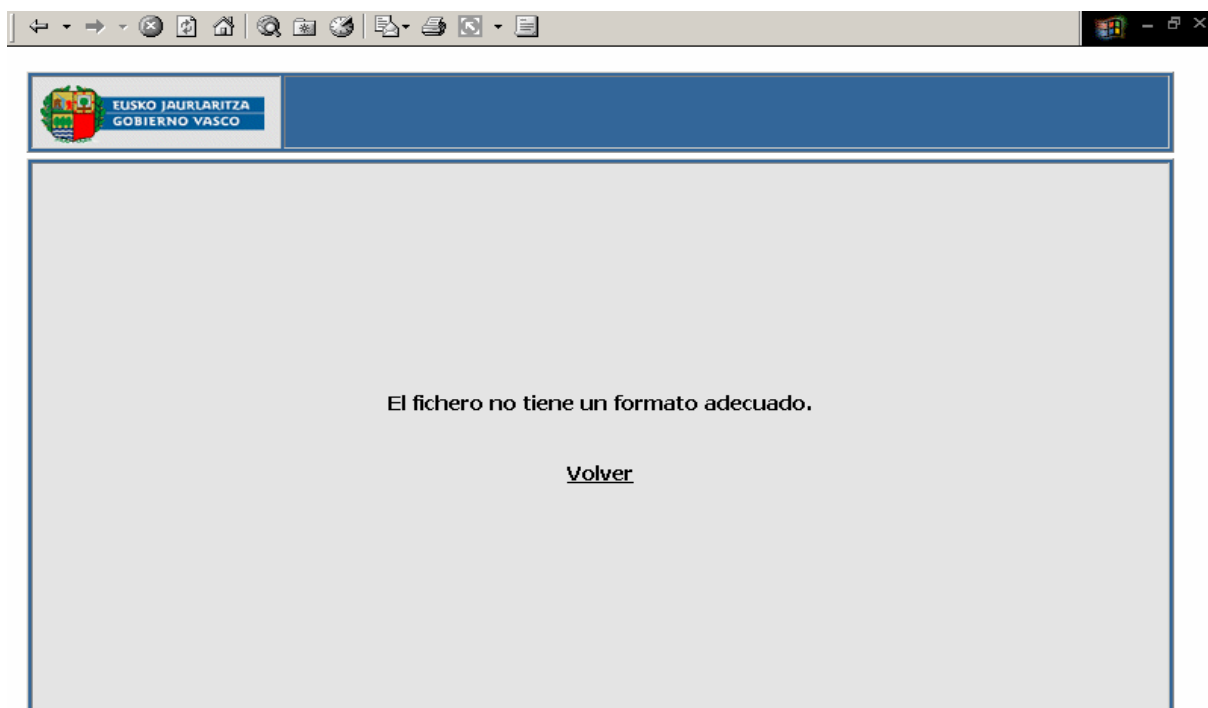 EUSKO JAURLARITZA
GOBIERNO VASCO
El fichero no tiene un formato adecuado.
Volver